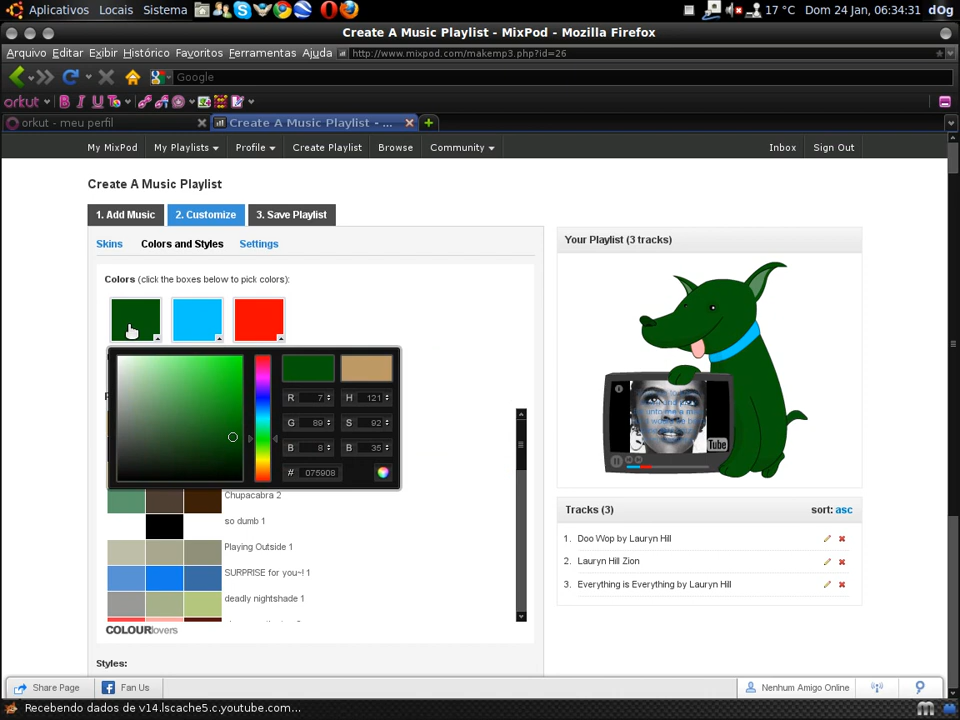 Aplicativos Locais Sistema 17 °C Dom 24 Jan, 06:34:31 dOg
Create A Music Playlist - MixPod - Mozilla Firefox
Arquivo Editar Exibir Histórico Favoritos Ferramentas Ajuda http://www.mixpod.com/makemp3.php?id=26
Google
orkut B I U
orkut - meu perfil Create A Music Playlist - ...
My MixPod My Playlists Profile Create Playlist Browse Community Inbox Sign Out
Create A Music Playlist
1. Add Music 2. Customize 3. Save Playlist
Skins Colors and Styles Settings
Colors (click the boxes below to pick colors):
R 7 H 121
G 89 S 92
B 8 B 35
# 075908
Chupacabra 2
so dumb 1
Playing Outside 1
SURPRISE for you~! 1
deadly nightshade 1
COLOURlovers
Styles:
Your Playlist (3 tracks)
You Tube
Tracks (3) sort: asc
1. Doo Wop by Lauryn Hill
2. Lauryn Hill Zion
3. Everything is Everything by Lauryn Hill
Share Page Fan Us Nenhum Amigo Online
Recebendo dados de v14.lscache5.c.youtube.com...